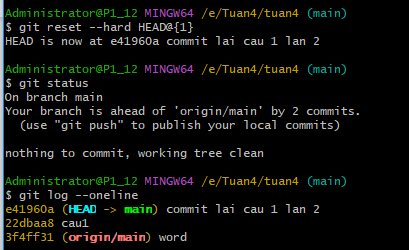 Administrator@P1_12 MINGW64 /e/Tuan4/tuan4 (main)
$ git reset --hard HEAD@{1}
HEAD is now at e41960a commit lai cau 1 lan 2

Administrator@P1_12 MINGW64 /e/Tuan4/tuan4 (main)
$ git status
On branch main
Your branch is ahead of 'origin/main' by 2 commits.
  (use "git push" to publish your local commits)

nothing to commit, working tree clean

Administrator@P1_12 MINGW64 /e/Tuan4/tuan4 (main)
$ git log --oneline
e41960a (HEAD -> main) commit lai cau 1 lan 2
22dbaa8 cau1
3f4ff31 (origin/main) word